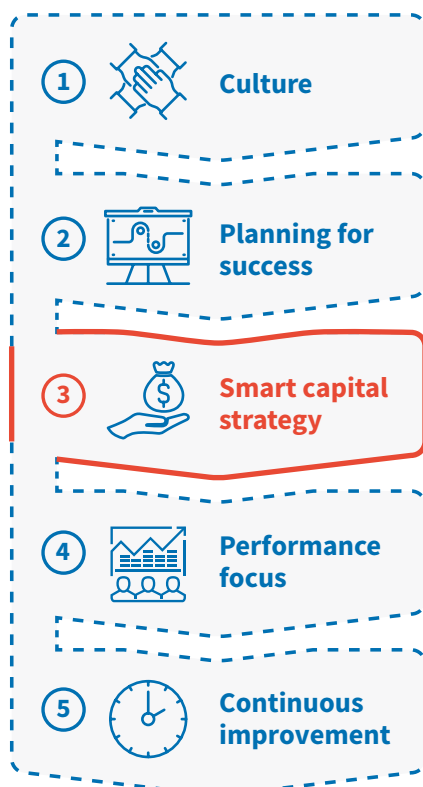 1
Culture
2
Planning for
success
3
$
Smart capital
strategy
4
Performance
focus
5
Continuous
improvement